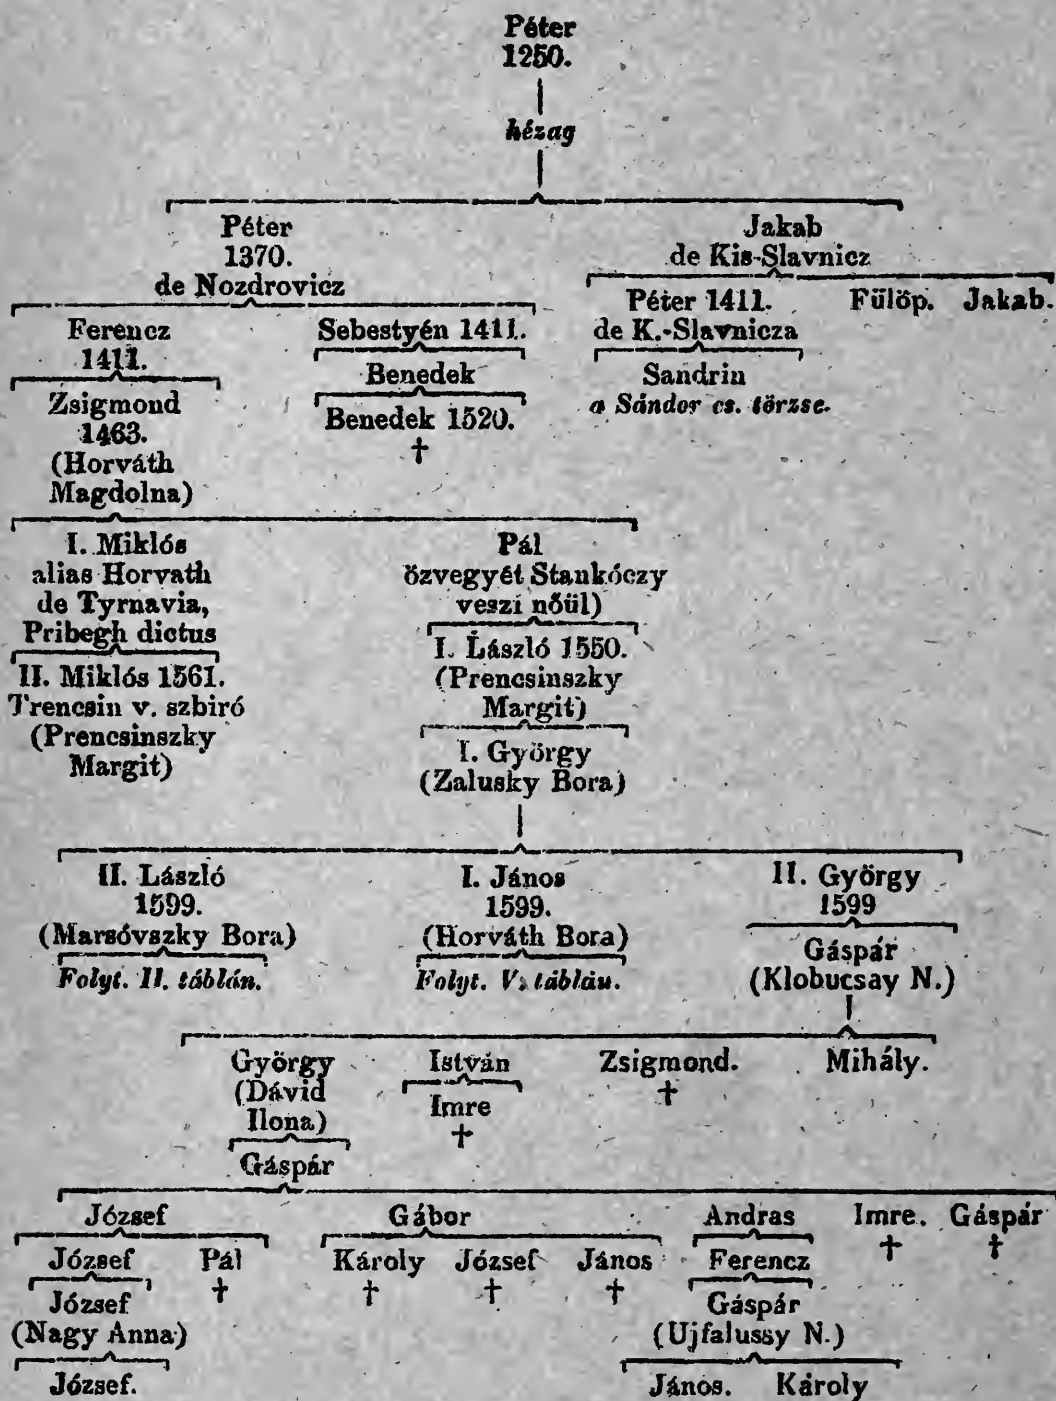 Péter
1250.
hézag
Péter
1370.
de Nozdrovicz
Jakab
de Kis-Slavnicz
Ferencz
1411.
Sebestyén 1411.
Péter 1411.
de K.-Slavnicza
Fülöp.
Jakab.
Zsigmond
1463.
(Horváth
Magdolna)
Benedek
Benedek 1520.
†
Sandrin
a Sándor cs. törzse.
I. Miklós
alias Horvath
de Tyrnavia,
Pribegh dictus
Pál
özvegyét Stankóczy
veszi nőül)
II. Miklós 1561.
Trencsin v. szbiró
(Prencsinszky
Margit)
I. László 1550.
(Prencsinszky
Margit)
I. György
(Zalusky Bora)
II. László
1599.
(Marsóvszky Bora)
Folyt. II. táblán.
I. János
1599.
(Horváth Bora)
Folyt. V. táblán.
II. György
1599
Gáspár
(Klobucsay N.)
György
(Dávid
Ilona)
Gáspár
István
Imre
†
Zsigmond.
†
Mihály.
József
Gábor
Andras
Imre.
†
Gáspár
†
József
Pál
†
Károly
†
József
†
János
†
Ferencz
József
(Nagy Anna)
József.
Gáspár
(Ujfalussy N.)
János. Károly